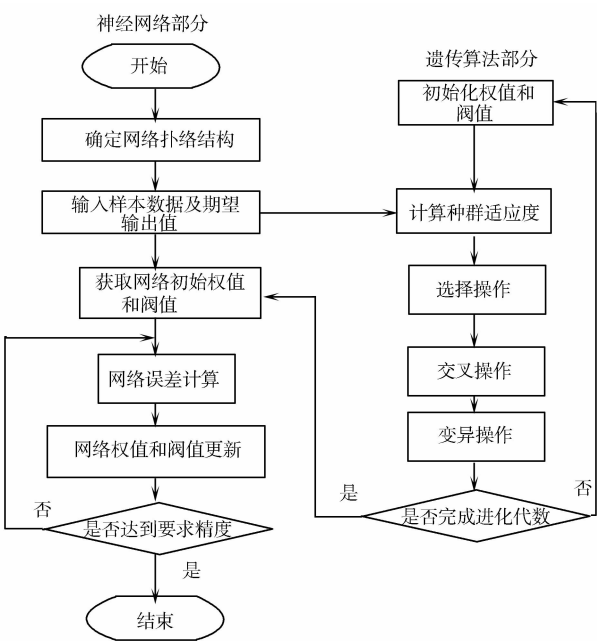 神经网络部分
开始
确定网络扑络结构
输入样本数据及期望
输出值
获取网络初始权值
和阀值
网络误差计算
网络权值和阀值更新
否
是否达到要求精度
是
结束
遗传算法部分
初始化权值和
阀值
计算种群适应度
选择操作
交叉操作
变异操作
是
否
是否完成进化代数